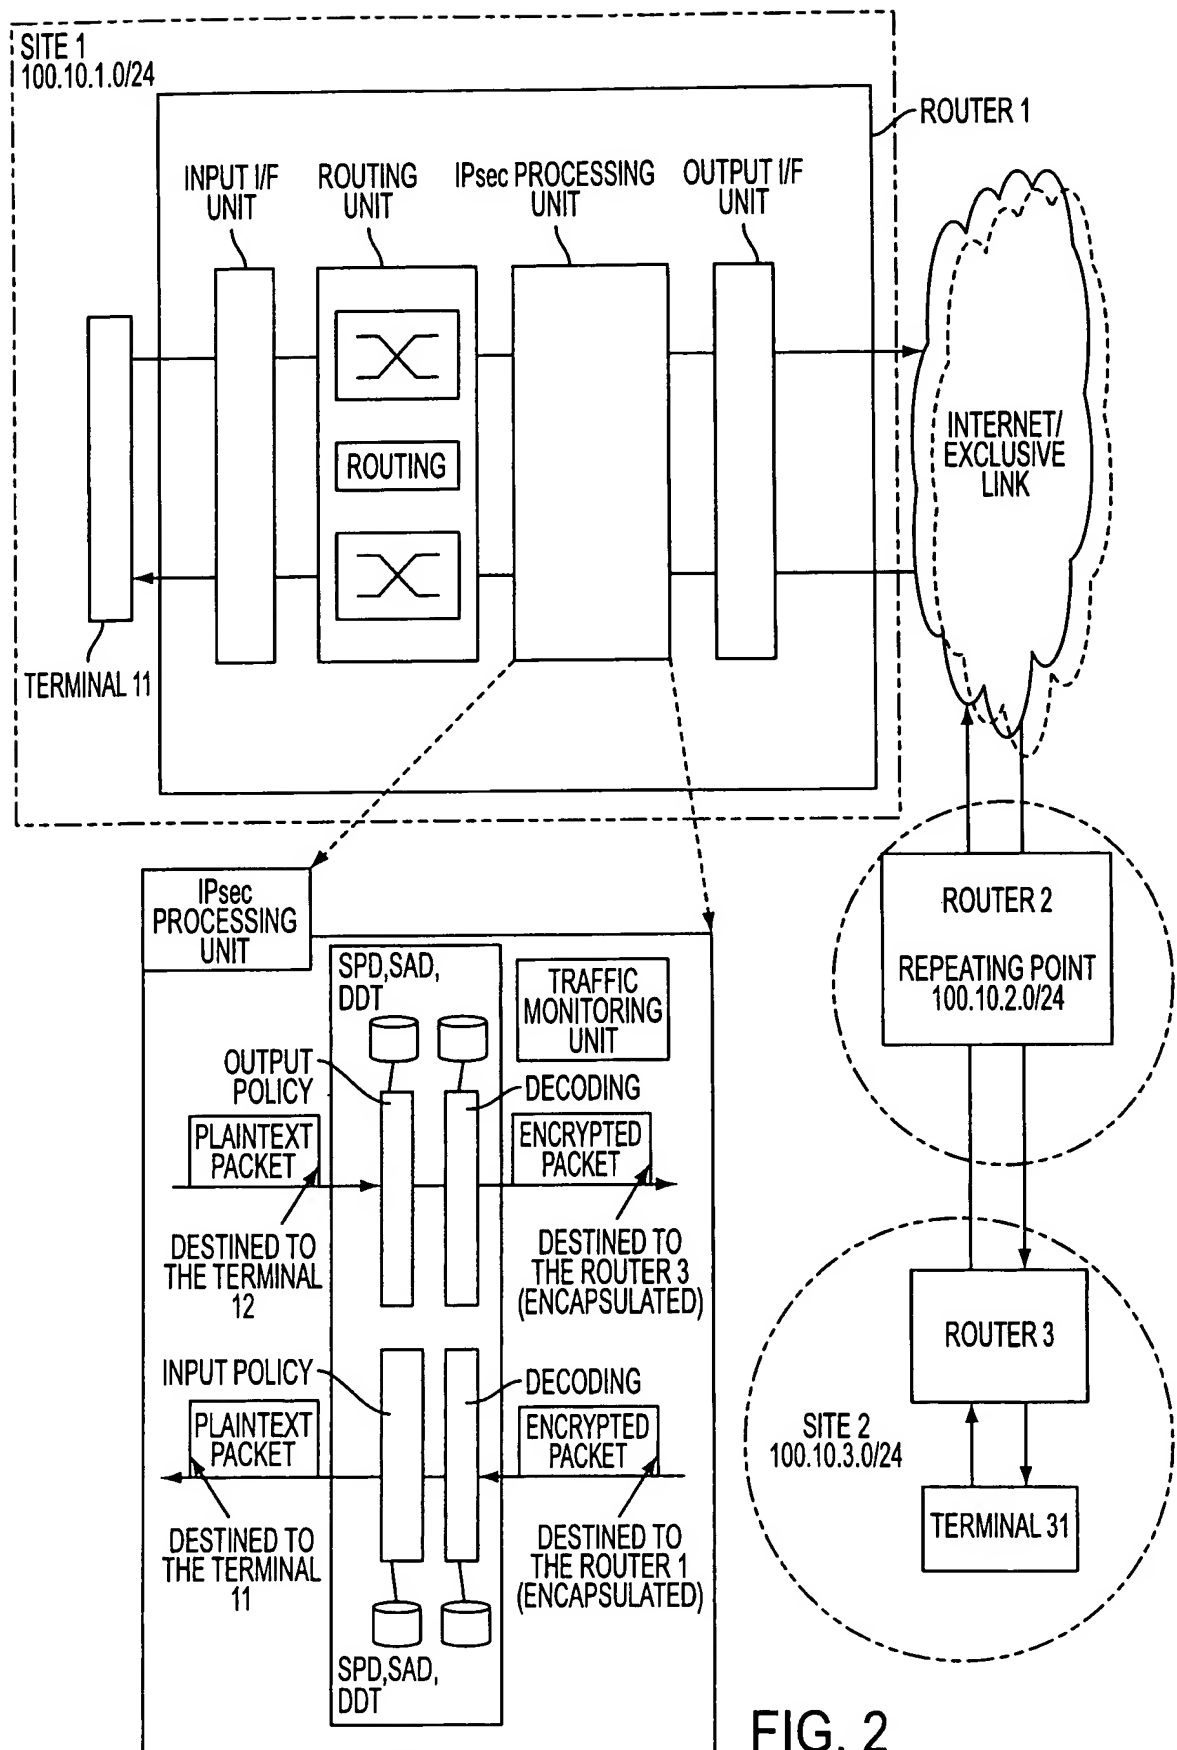 SITE 1
100.10.1.0/24
ROUTER 1
INPUT I/F
UNIT
ROUTING
UNIT
IPsec PROCESSING
UNIT
OUTPUT I/F
UNIT
ROUTING
INTERNET/
EXCLUSIVE
LINK
TERMINAL 11
ROUTER 2
REPEATING POINT
100.10.2.0/24
IPsec
PROCESSING
UNIT
SPD,SAD,
DDT
TRAFFIC
MONITORING
UNIT
OUTPUT
POLICY
DECODING
PLAINTEXT
PACKET
ENCRYPTED
PACKET
DESTINED TO
THE TERMINAL
12
DESTINED TO
THE ROUTER 3
(ENCAPSULATED)
ROUTER 3
INPUT POLICY
DECODING
PLAINTEXT
PACKET
ENCRYPTED
PACKET
SITE 2
100.10.3.0/24
TERMINAL 31
DESTINED TO
THE TERMINAL
11
DESTINED TO
THE ROUTER 1
(ENCAPSULATED)
SPD,SAD,
DDT
FIG. 2